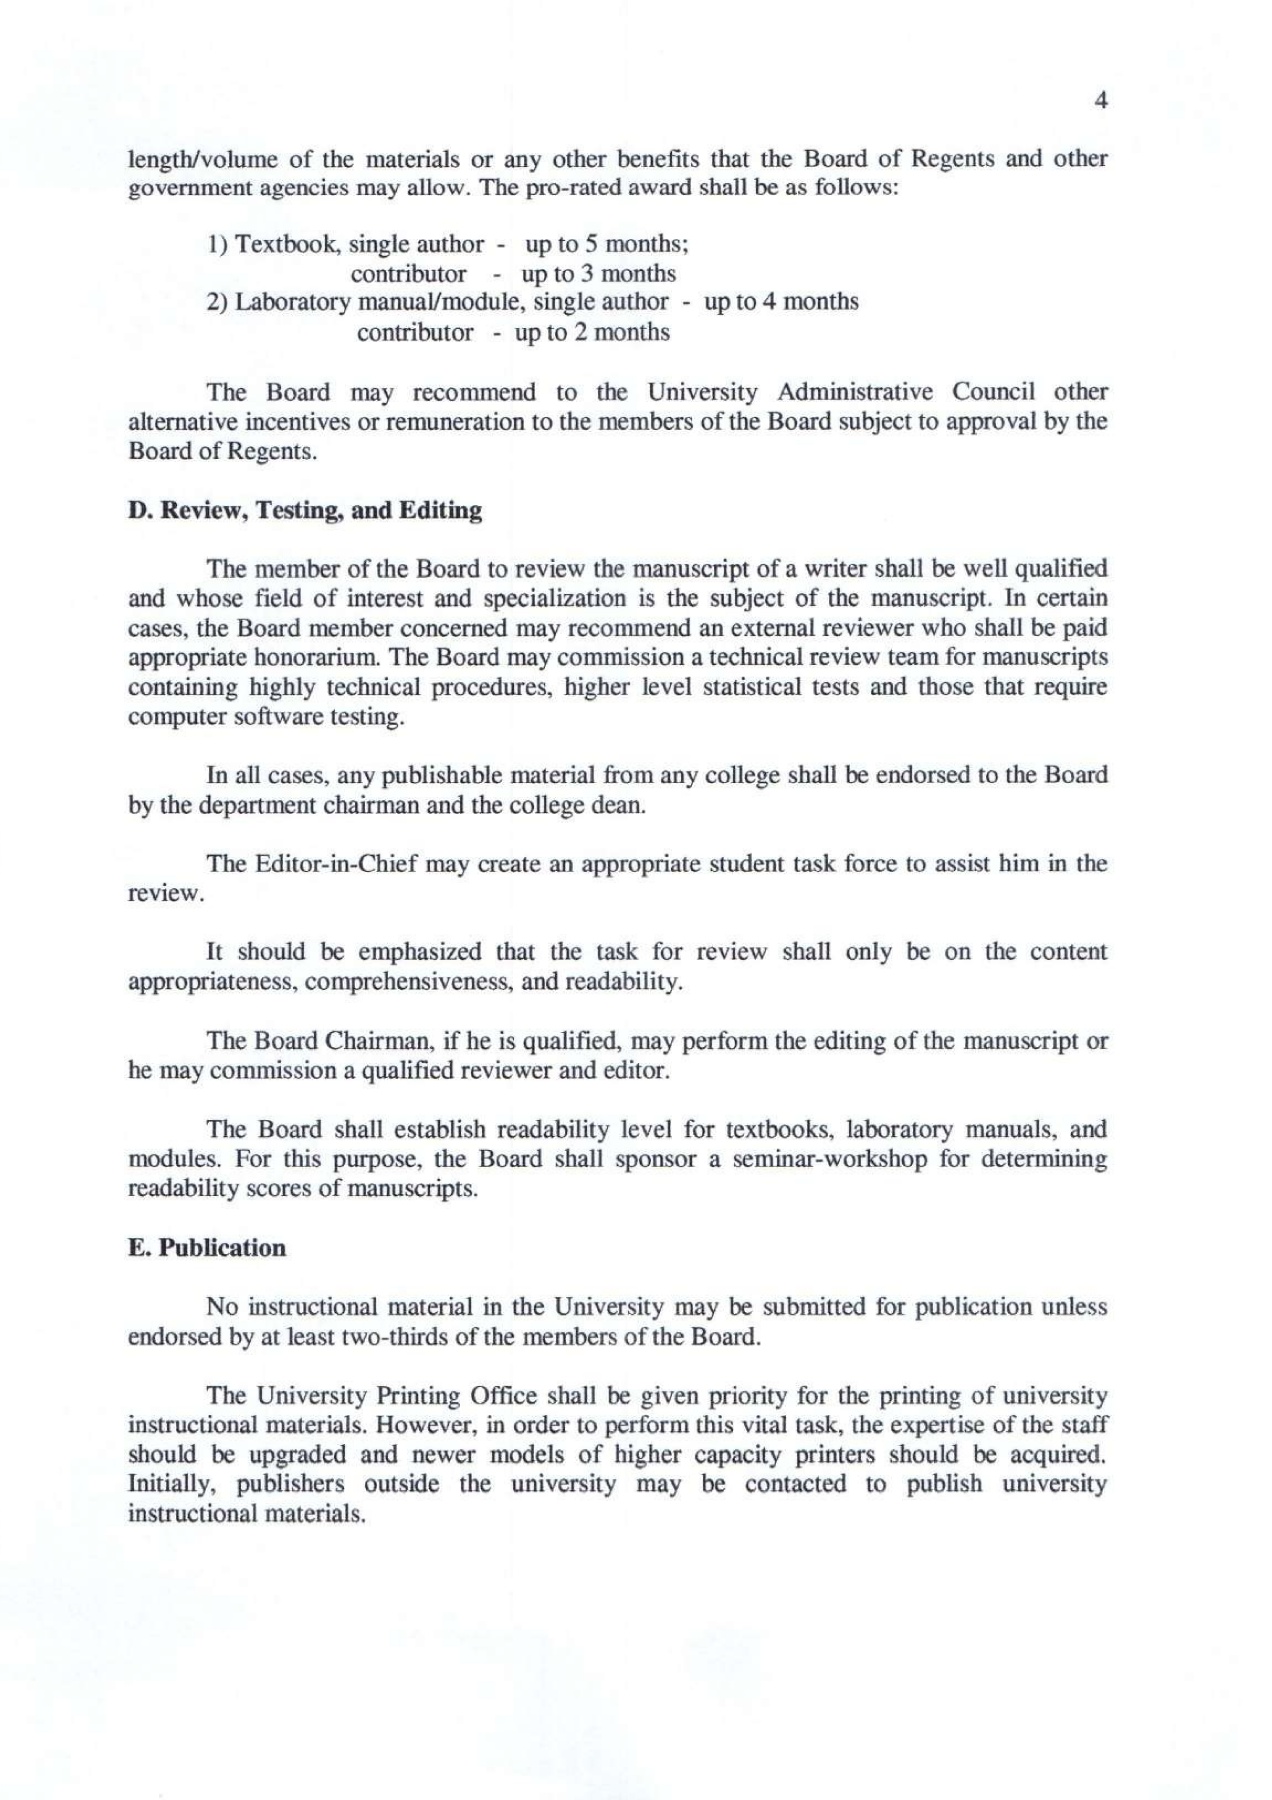 4
length/volume of the materials or any other benefits that the Board of Regents and other
government agencies may allow. The pro-rated award shall be as follows:
1) Textbook, single author - up to 5 months;
contributor - up to 3 months
2) Laboratory manual/module, single author - up to 4 months
contributor - up to 2 months
The Board may recommend to the University Administrative Council other
alternative incentives or remuneration to the members of the Board subject to approval by the
Board of Regents.
D. Review, Testing, and Editing
The member of the Board to review the manuscript of a writer shall be well qualified
and whose field of interest and specialization is the subject of the manuscript. In certain
cases, the Board member concerned may recommend an external reviewer who shall be paid
appropriate honorarium. The Board may commission a technical review team for manuscripts
containing highly technical procedures, higher level statistical tests and those that require
computer software testing.
In all cases, any publishable material from any college shall be endorsed to the Board
by the department chairman and the college dean.
The Editor-in-Chief may create an appropriate student task force to assist him in the
review.
It should be emphasized that the task for review shall only be on the content
appropriateness, comprehensiveness, and readability.
The Board Chairman, if he is qualified, may perform the editing of the manuscript or
he may commission a qualified reviewer and editor.
The Board shall establish readability level for textbooks, laboratory manuals, and
modules. For this purpose, the Board shall sponsor a seminar-workshop for determining
readability scores of manuscripts.
E. Publication
No instructional material in the University may be submitted for publication unless
endorsed by at least two-thirds of the members of the Board.
The University Printing Office shall be given priority for the printing of university
instructional materials. However, in order to perform this vital task, the expertise of the staff
should be upgraded and newer models of higher capacity printers should be acquired.
Initially, publishers outside the university may be contacted to publish university
instructional materials.